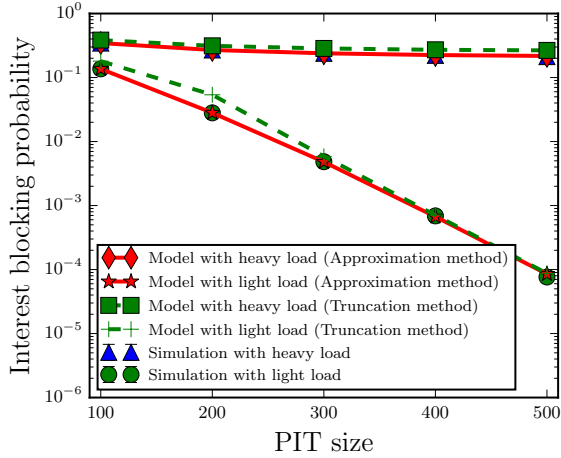 Interest blocking probability
10⁰
10⁻¹
10⁻²
10⁻³
10⁻⁴
10⁻⁵
10⁻⁶
Model with heavy load (Approximation method)
Model with light load (Approximation method)
Model with heavy load (Truncation method)
Model with light load (Truncation method)
Simulation with heavy load
Simulation with light load
100 200 300 400 500
PIT size